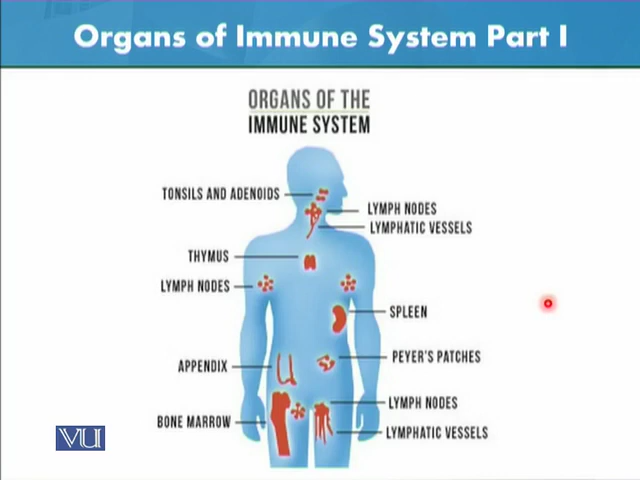 Organs of Immune System Part I
ORGANS OF THE
IMMUNE SYSTEM
TONSILS AND ADENOIDS
LYMPH NODES
LYMPHATIC VESSELS
THYMUS
LYMPH NODES
SPLEEN
PEYER'S PATCHES
APPENDIX
LYMPH NODES
BONE MARROW
LYMPHATIC VESSELS
VU